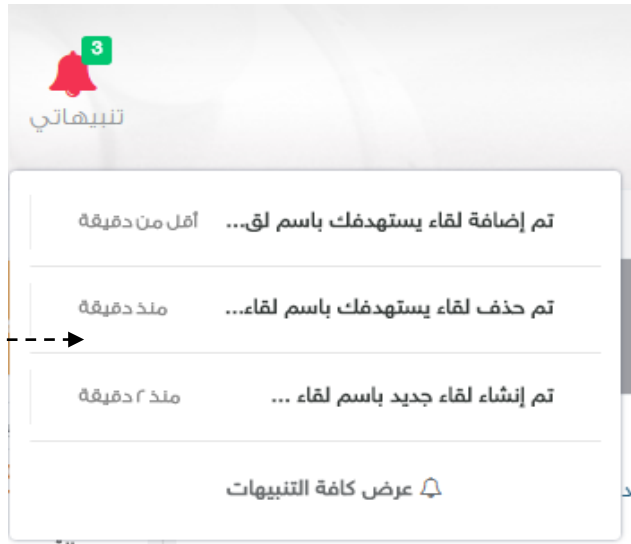 3
تنبيهاتي
تم إضافة لقاء يستهدفك باسم لق... أقل من دقيقة
تم حذف لقاء يستهدفك باسم لقاء... منذ دقيقة
تم إنشاء لقاء جديد باسم لقاء ... منذ ٢ دقيقة
عرض كافة التنبيهات